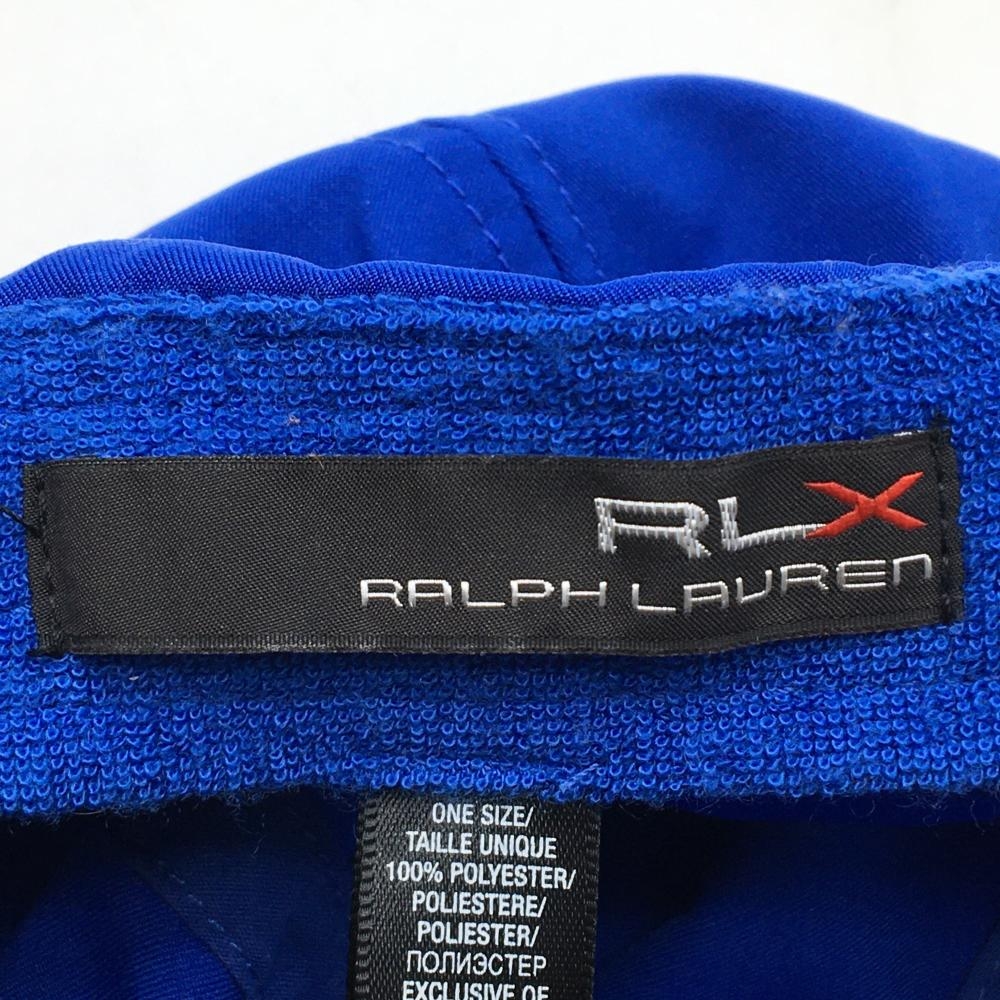 RLX
RALPH LAUREN
ONE SIZE/
TAILLE UNIQUE
100% POLYESTER/
POLIESTERE/
POLIESTER/
ПОЛИЭСТЕР
EXCLUSIVE OF